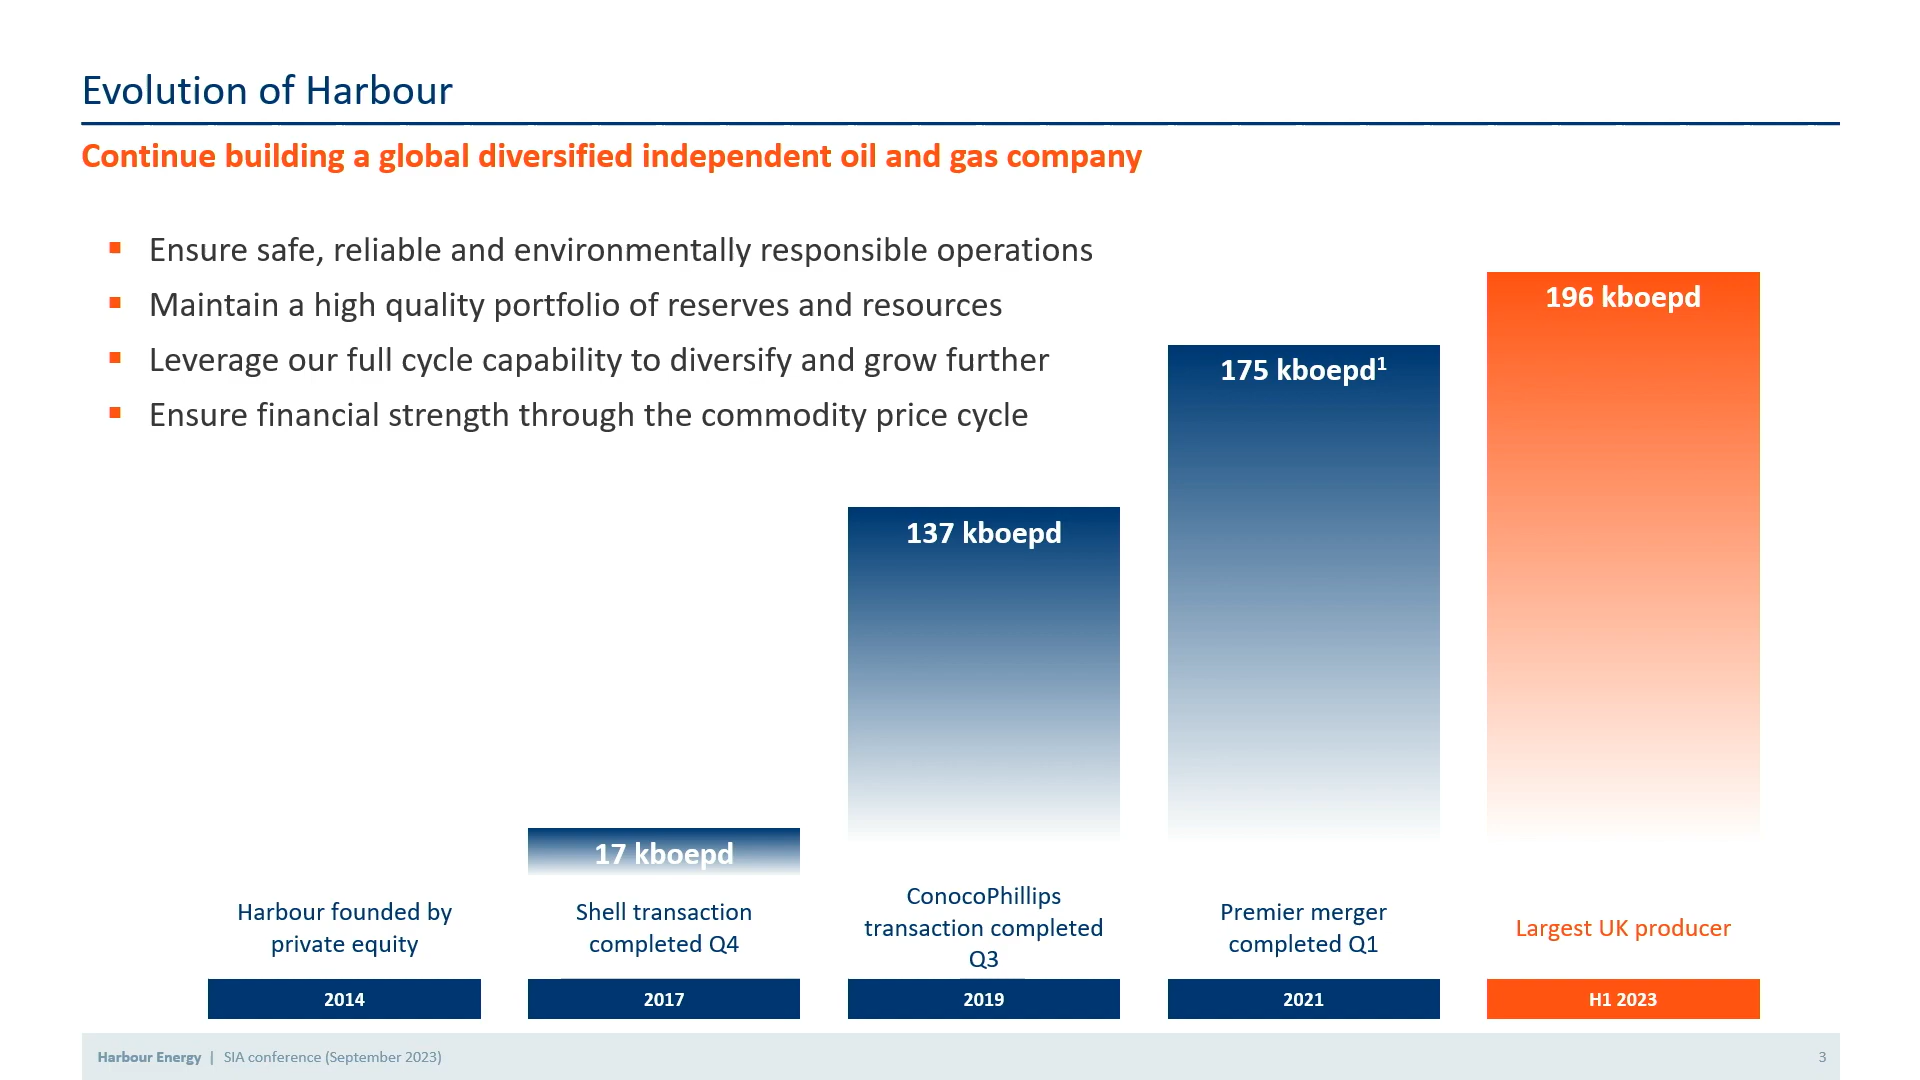 Evolution of Harbour
Continue building a global diversified independent oil and gas company
▪ Ensure safe, reliable and environmentally responsible operations
▪ Maintain a high quality portfolio of reserves and resources
▪ Leverage our full cycle capability to diversify and grow further
▪ Ensure financial strength through the commodity price cycle
196 kboepd
175 kboepd¹
137 kboepd
17 kboepd
Harbour founded by
private equity
2014
Shell transaction
completed Q4
2017
ConocoPhillips
transaction completed
Q3
2019
Premier merger
completed Q1
2021
Largest UK producer
H1 2023
Harbour Energy | SIA conference (September 2023)
3